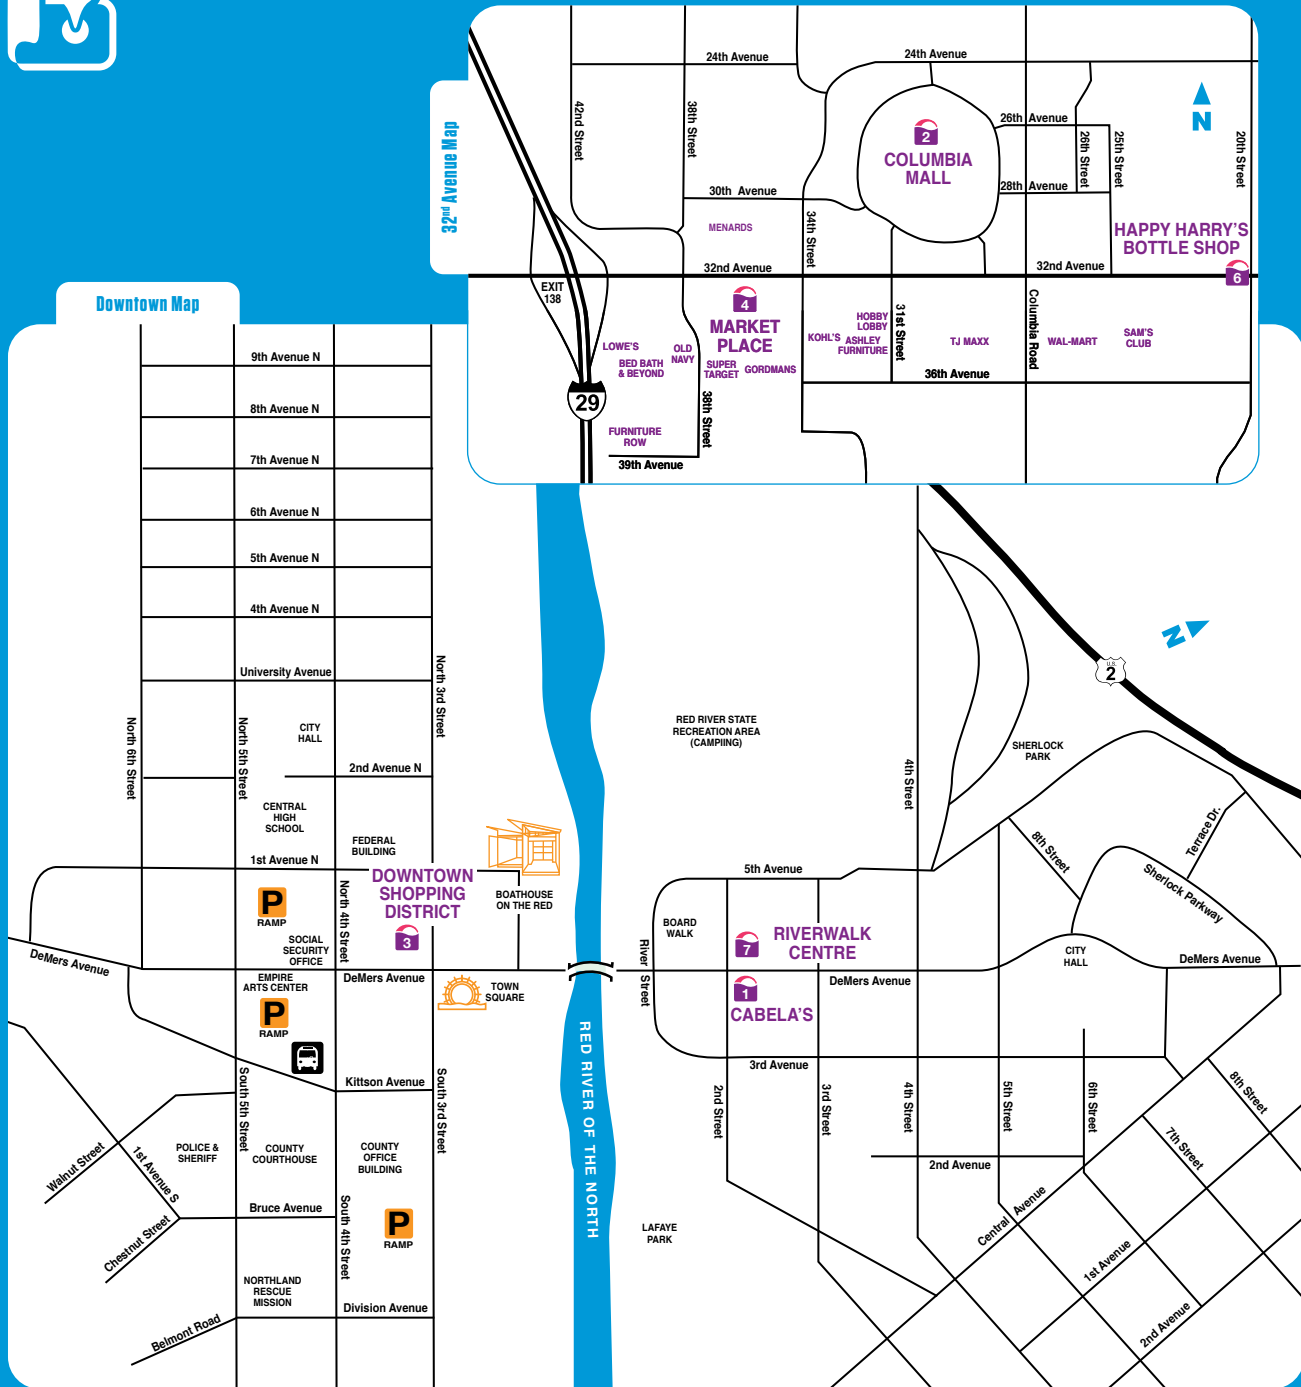 24th Avenue
24th Avenue
42nd Street
38th Street
26th Avenue
26th Street
25th Street
20th Street
N
2
COLUMBIA
MALL
28th Avenue
30th Avenue
34th Street
MENARDS
HAPPY HARRY'S
BOTTLE SHOP
6
32nd Avenue
32nd Avenue
32nd Avenue Map
EXIT
138
4
MARKET
PLACE
LOWE'S
BED BATH
& BEYOND
OLD
NAVY
SUPER
TARGET
GORDMANS
KOHL'S
HOBBY
LOBBY
ASHLEY
FURNITURE
31st Street
TJ MAXX
Columbia Road
WAL-MART
SAM'S
CLUB
36th Avenue
29
38th Street
FURNITURE
ROW
39th Avenue
Downtown Map
9th Avenue N
8th Avenue N
7th Avenue N
6th Avenue N
5th Avenue N
4th Avenue N
University Avenue
North 3rd Street
North 6th Street
North 5th Street
CITY
HALL
2nd Avenue N
CENTRAL
HIGH
SCHOOL
FEDERAL
BUILDING
1st Avenue N
DOWNTOWN
SHOPPING
DISTRICT
3
North 4th Street
P
RAMP
SOCIAL
SECURITY
OFFICE
BOATHOUSE
ON THE RED
DeMers Avenue
EMPIRE
ARTS CENTER
DeMers Avenue
TOWN
SQUARE
P
RAMP
Kittson Avenue
South 5th Street
South 3rd Street
Walnut Street
1st Avenue S
POLICE &
SHERIFF
COUNTY
COURTHOUSE
COUNTY
OFFICE
BUILDING
Bruce Avenue
South 4th Street
P
RAMP
Chestnut Street
NORTHLAND
RESCUE
MISSION
Division Avenue
Belmont Road
RED RIVER OF THE NORTH
N
U.S.
2
RED RIVER STATE
RECREATION AREA
(CAMPIING)
SHERLOCK
PARK
4th Street
8th Street
Terrace Dr.
Sherlock Parkway
5th Avenue
BOARD
WALK
7
RIVERWALK
CENTRE
River Street
CITY
HALL
DeMers Avenue
DeMers Avenue
1
CABELA'S
3rd Avenue
2nd Street
3rd Street
4th Street
5th Street
6th Street
8th Street
7th Street
2nd Avenue
Central Avenue
1st Avenue
2nd Avenue
LAFAYE
PARK